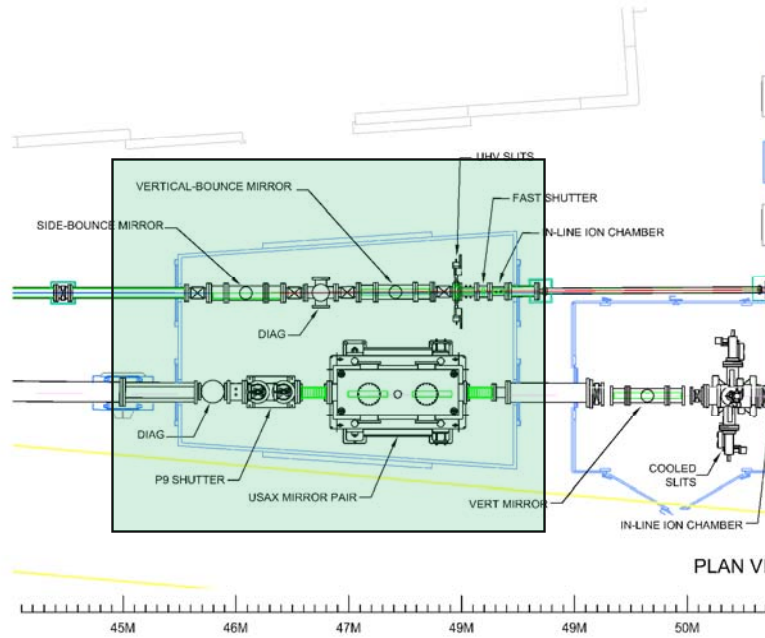 UHV SLITS
VERTICAL-BOUNCE MIRROR
FAST SHUTTER
SIDE-BOUNCE MIRROR
IN-LINE ION CHAMBER
DIAG
DIAG
P9 SHUTTER
USAX MIRROR PAIR
VERT MIRROR
COOLED
SLITS
IN-LINE ION CHAMBER
PLAN VI
45M 46M 47M 49M 49M 50M